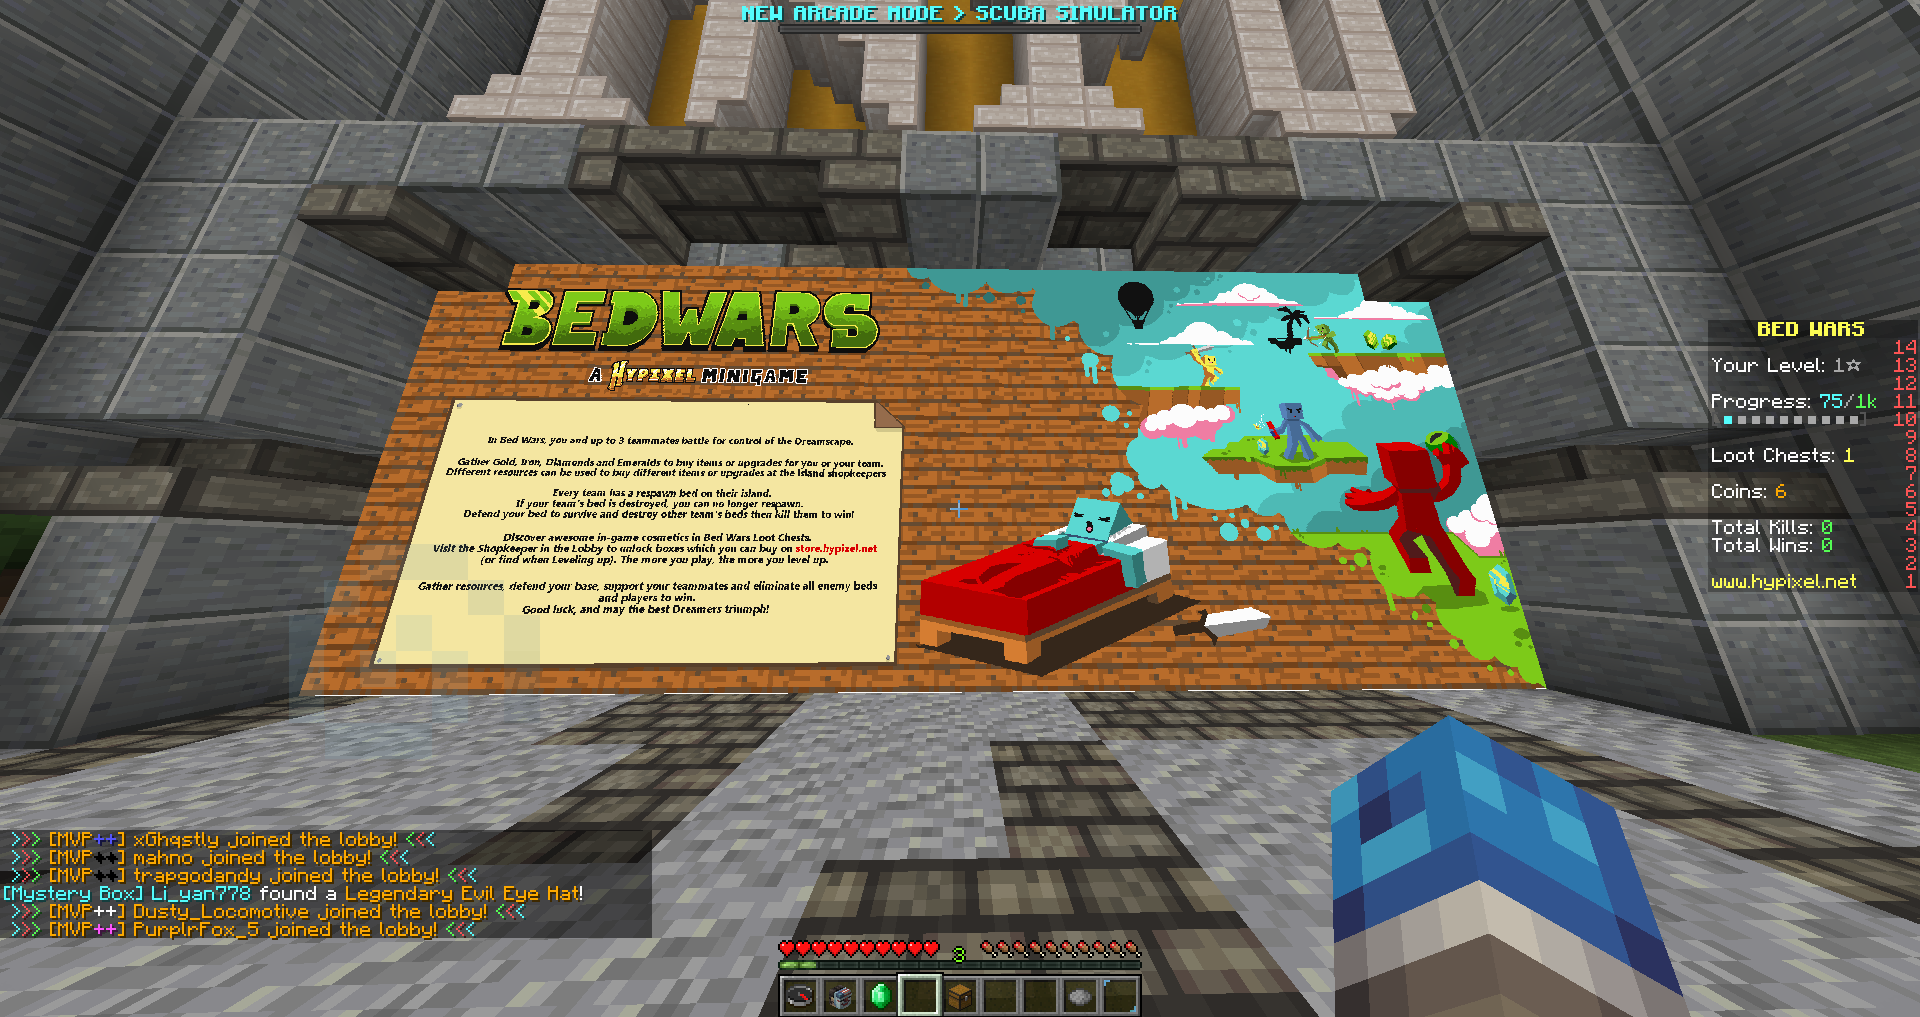 NEW ARCADE MODE > SCUBA SIMULATOR
BEDWARS
A HYPIXEL MINIGAME
In Bed Wars, you and up to 3 teammates battle for control of the Dreamscape.
Gather Gold, Iron, Diamonds and Emeralds to buy items or upgrades for you or your team.
Different resources can be used to buy different items or upgrades at the Island shopkeepers
Every team has a respawn bed on their island.
If your team's bed is destroyed, you can no longer respawn.
Defend your bed to survive and destroy other team's beds then kill them to win!
Discover awesome in-game cosmetics in Bed Wars Loot Chests.
Visit the Shopkeeper in the Lobby to unlock boxes which you can buy on store.hypixel.net
(or find when Leveling up). The more you play, the more you level up.
Gather resources, defend your base, support your teammates and eliminate all enemy beds
and players to win.
Good luck, and may the best Dreamers triumph!
BED WARS
14
Your Level: 1☆ 13
12
Progress: 75/1k 11
10
9
Loot Chests: 1 8
7
Coins: 6 6
5
Total Kills: 0 4
Total Wins: 0 3
2
www.hypixel.net 1
>>> [MVP++] xGhqstly joined the lobby! <<<
>>> [MVP++] mahno joined the lobby! <<<
>>> [MVP++] trapgodandy joined the lobby! <<<
[Mystery Box] Li_yan778 found a Legendary Evil Eye Hat!
>>> [MVP++] Dusty_Locomotive joined the lobby! <<<
>>> [MVP++] PurplrFox_5 joined the lobby! <<<
3